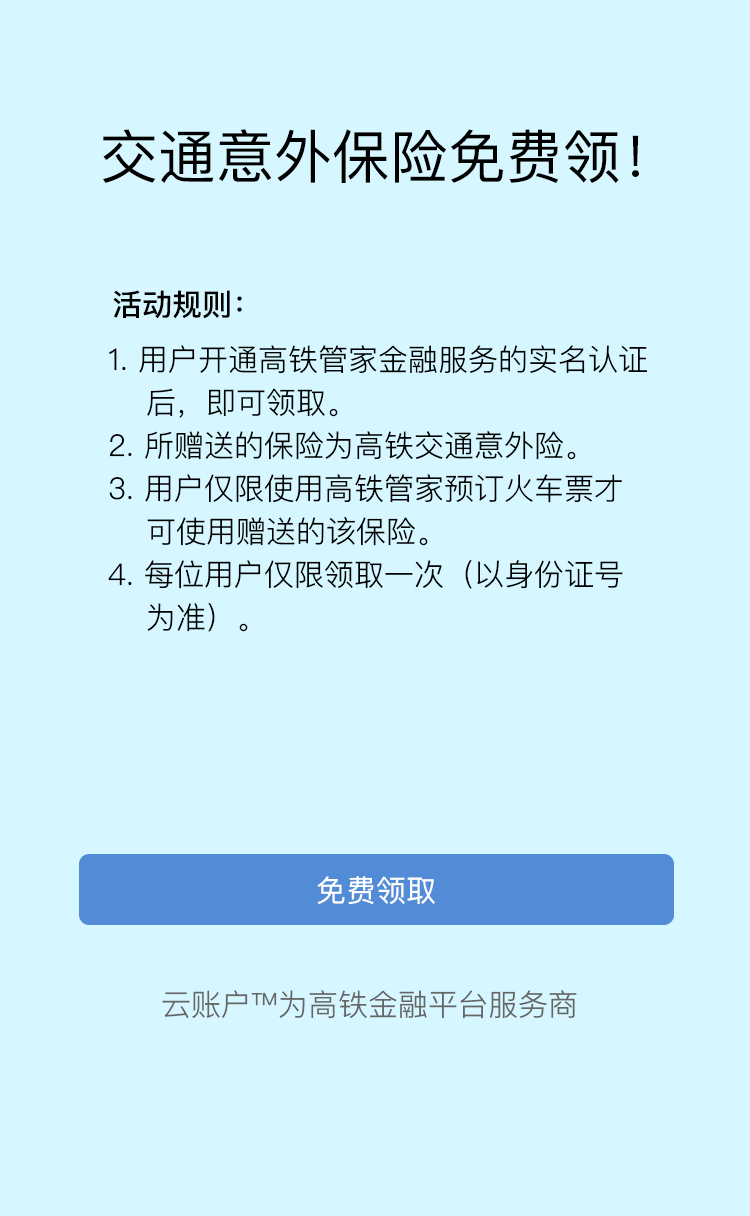 交通意外保险免费领!
活动规则:
1. 用户开通高铁管家金融服务的实名认证
后，即可领取。
2. 所赠送的保险为高铁交通意外险。
3. 用户仅限使用高铁管家预订火车票才
可使用赠送的该保险。
4. 每位用户仅限领取一次（以身份证号
为准）。
免费领取
云账户™为高铁金融平台服务商